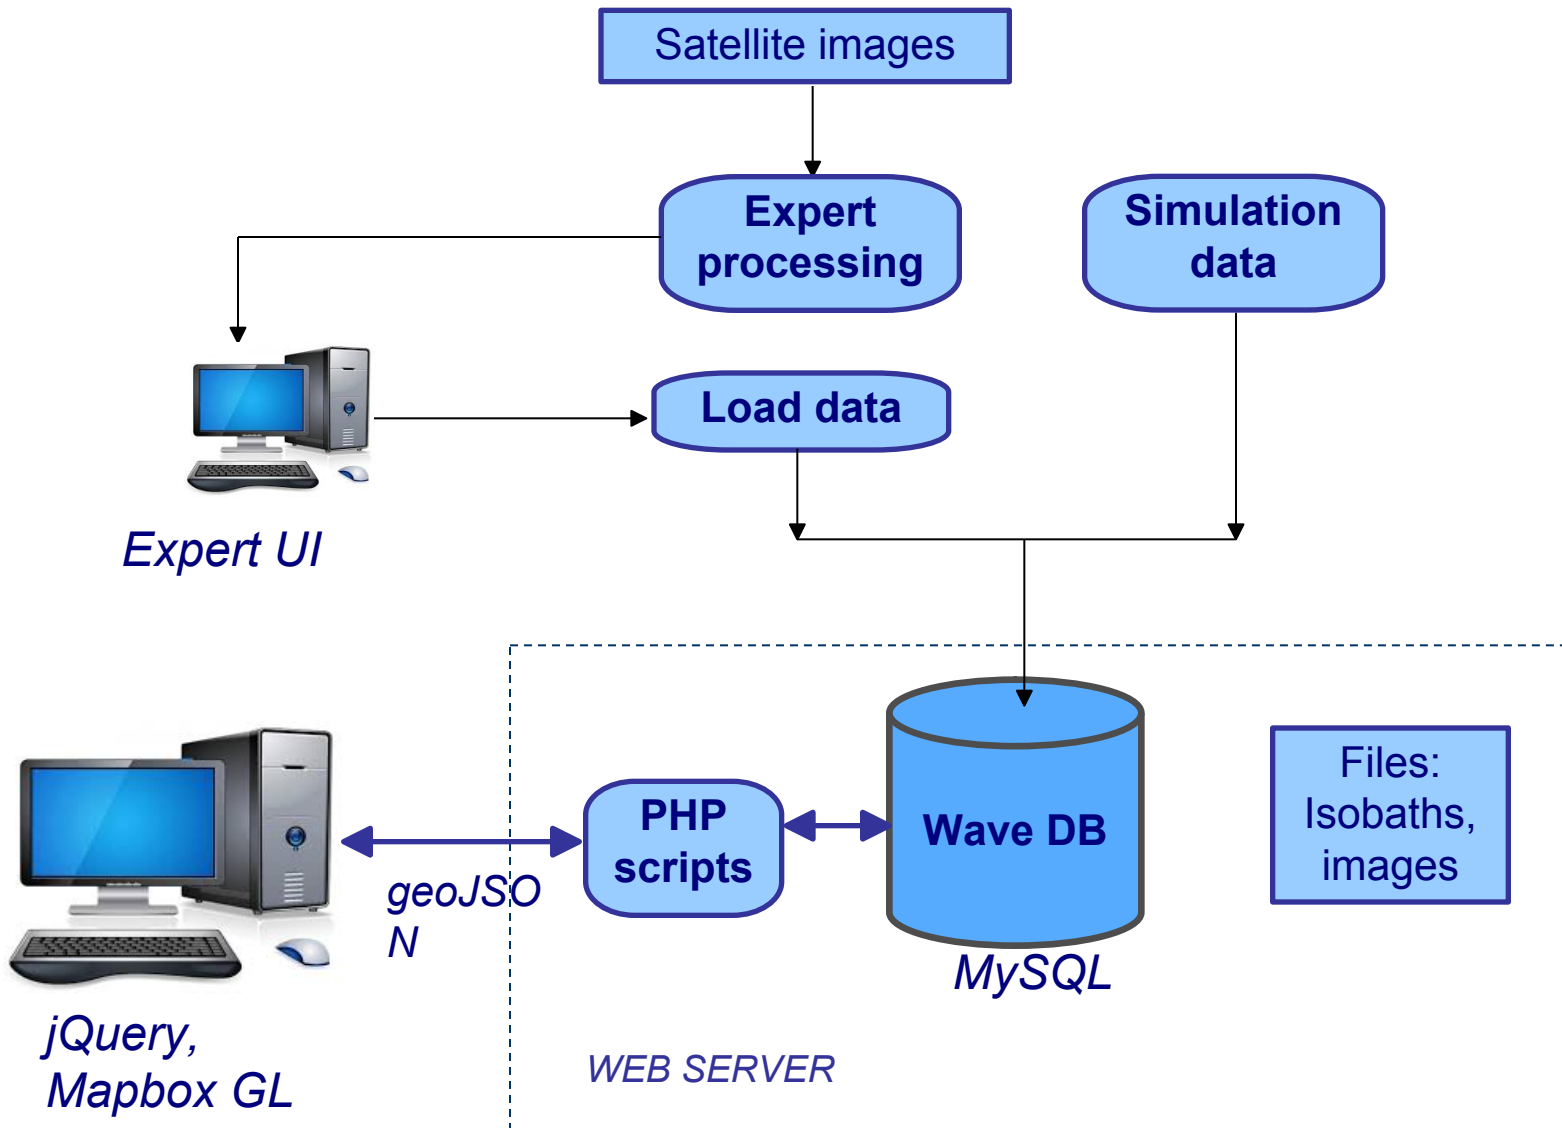 Satellite images
Expert
processing
Simulation
data
Load data
Expert UI
PHP
scripts
Wave DB
Files:
Isobaths,
images
geoJSO
N
MySQL
jQuery,
Mapbox GL
WEB SERVER